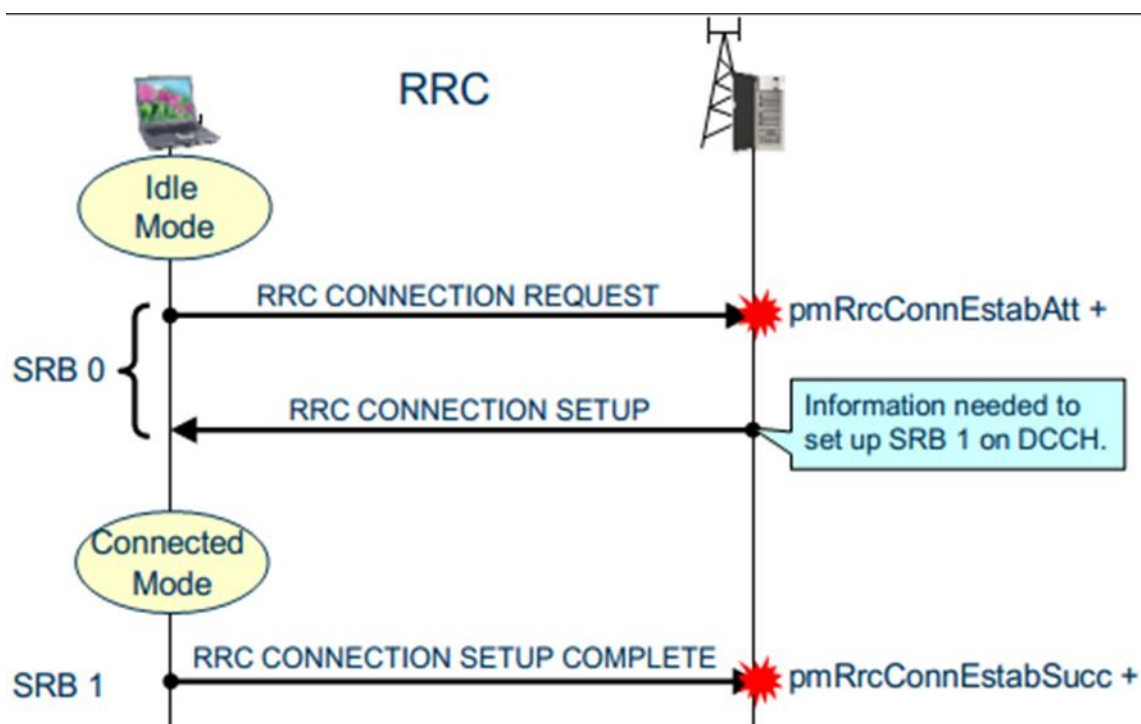 RRC
Idle
Mode
RRC CONNECTION REQUEST
pmRrcConnEstabAtt +
SRB 0
RRC CONNECTION SETUP
Information needed to
set up SRB 1 on DCCH.
Connected
Mode
RRC CONNECTION SETUP COMPLETE
SRB 1
pmRrcConnEstabSucc +